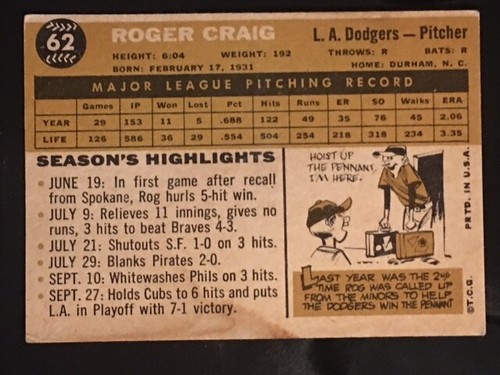 62
ROGER CRAIG
L. A. Dodgers — Pitcher
HEIGHT: 6:04 WEIGHT: 192 THROWS: R BATS: R
BORN: FEBRUARY 17, 1931 HOME: DURHAM, N. C.
MAJOR LEAGUE PITCHING RECORD
Games IP Won Lost Pct Hits Runs ER SO Walks ERA
YEAR 29 153 11 5 .688 122 49 35 76 45 2.06
LIFE 126 586 36 29 .554 504 254 218 318 234 3.35
SEASON'S HIGHLIGHTS
• JUNE 19: In first game after recall
from Spokane, Rog hurls 5-hit win.
• JULY 9: Relieves 11 innings, gives no
runs, 3 hits to beat Braves 4-3.
• JULY 21: Shutouts S.F. 1-0 on 3 hits.
• JULY 29: Blanks Pirates 2-0.
• SEPT. 10: Whitewashes Phils on 3 hits.
• SEPT. 27: Holds Cubs to 6 hits and puts
L.A. in Playoff with 7-1 victory.
HOIST UP
THE PENNANT
I'M HERE.
LAST YEAR WAS THE 2ND
TIME ROG WAS CALLED UP
FROM THE MINORS TO HELP
THE DODGERS WIN THE PENNANT
©T.C.G.
PRTD. IN U.S.A.